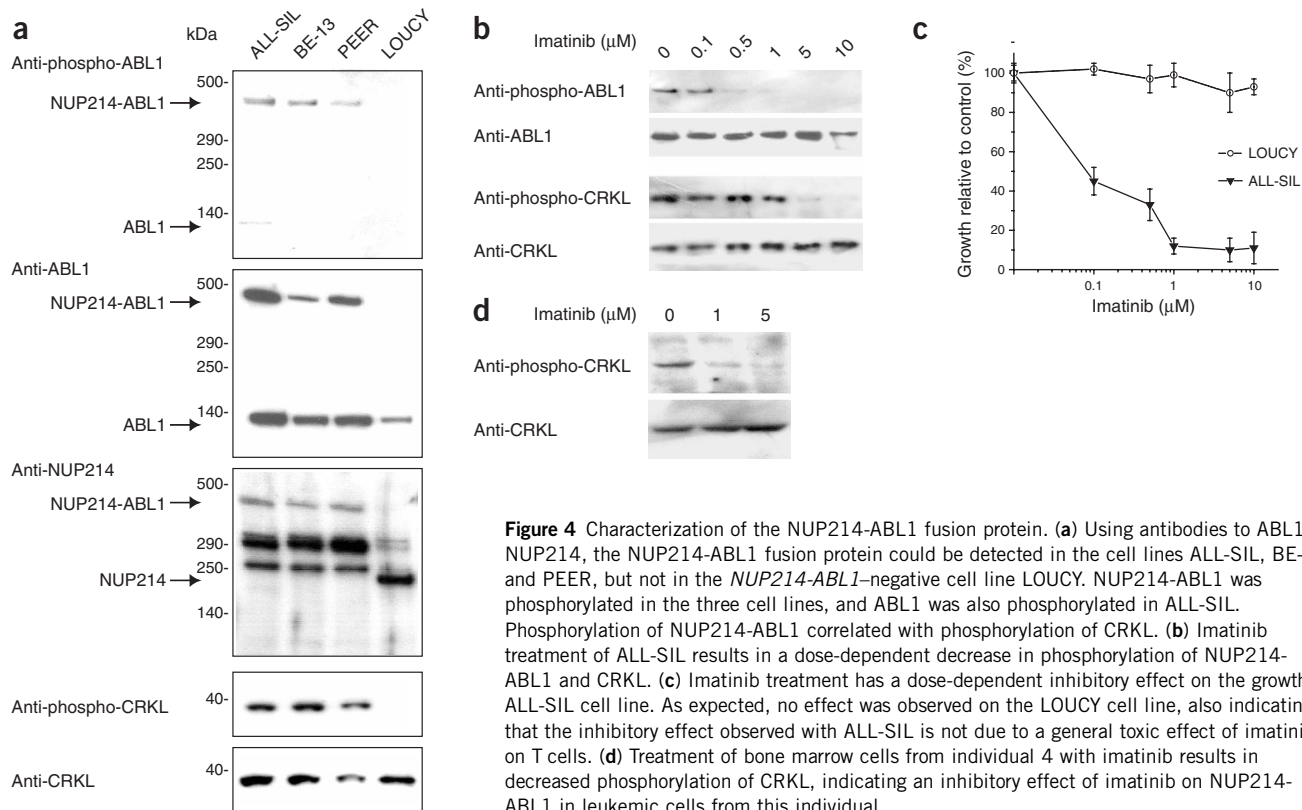 a
kDa
ALL-SIL
BE-13
PEER
LOUCY
Anti-phospho-ABL1
500-
NUP214-ABL1
290-
250-
140-
ABL1
Anti-ABL1
500-
NUP214-ABL1
290-
250-
140-
ABL1
Anti-NUP214
500-
NUP214-ABL1
290-
250-
NUP214
140-
Anti-phospho-CRKL
40-
Anti-CRKL
40-
b
Imatinib (μM)
0 0.1 0.5 1 5 10
Anti-phospho-ABL1
Anti-ABL1
Anti-phospho-CRKL
Anti-CRKL
c
Growth relative to control (%)
100
80
60
40
20
0
0.1 1 10
Imatinib (μM)
LOUCY
ALL-SIL
d
Imatinib (μM) 0 1 5
Anti-phospho-CRKL
Anti-CRKL
Figure 4 Characterization of the NUP214-ABL1 fusion protein. (a) Using antibodies to ABL1
NUP214, the NUP214-ABL1 fusion protein could be detected in the cell lines ALL-SIL, BE-
and PEER, but not in the NUP214-ABL1–negative cell line LOUCY. NUP214-ABL1 was
phosphorylated in the three cell lines, and ABL1 was also phosphorylated in ALL-SIL.
Phosphorylation of NUP214-ABL1 correlated with phosphorylation of CRKL. (b) Imatinib
treatment of ALL-SIL results in a dose-dependent decrease in phosphorylation of NUP214-
ABL1 and CRKL. (c) Imatinib treatment has a dose-dependent inhibitory effect on the growth
ALL-SIL cell line. As expected, no effect was observed on the LOUCY cell line, also indicatin
that the inhibitory effect observed with ALL-SIL is not due to a general toxic effect of imatini
on T cells. (d) Treatment of bone marrow cells from individual 4 with imatinib results in
decreased phosphorylation of CRKL, indicating an inhibitory effect of imatinib on NUP214-
ABL1 in leukemic cells from this individual